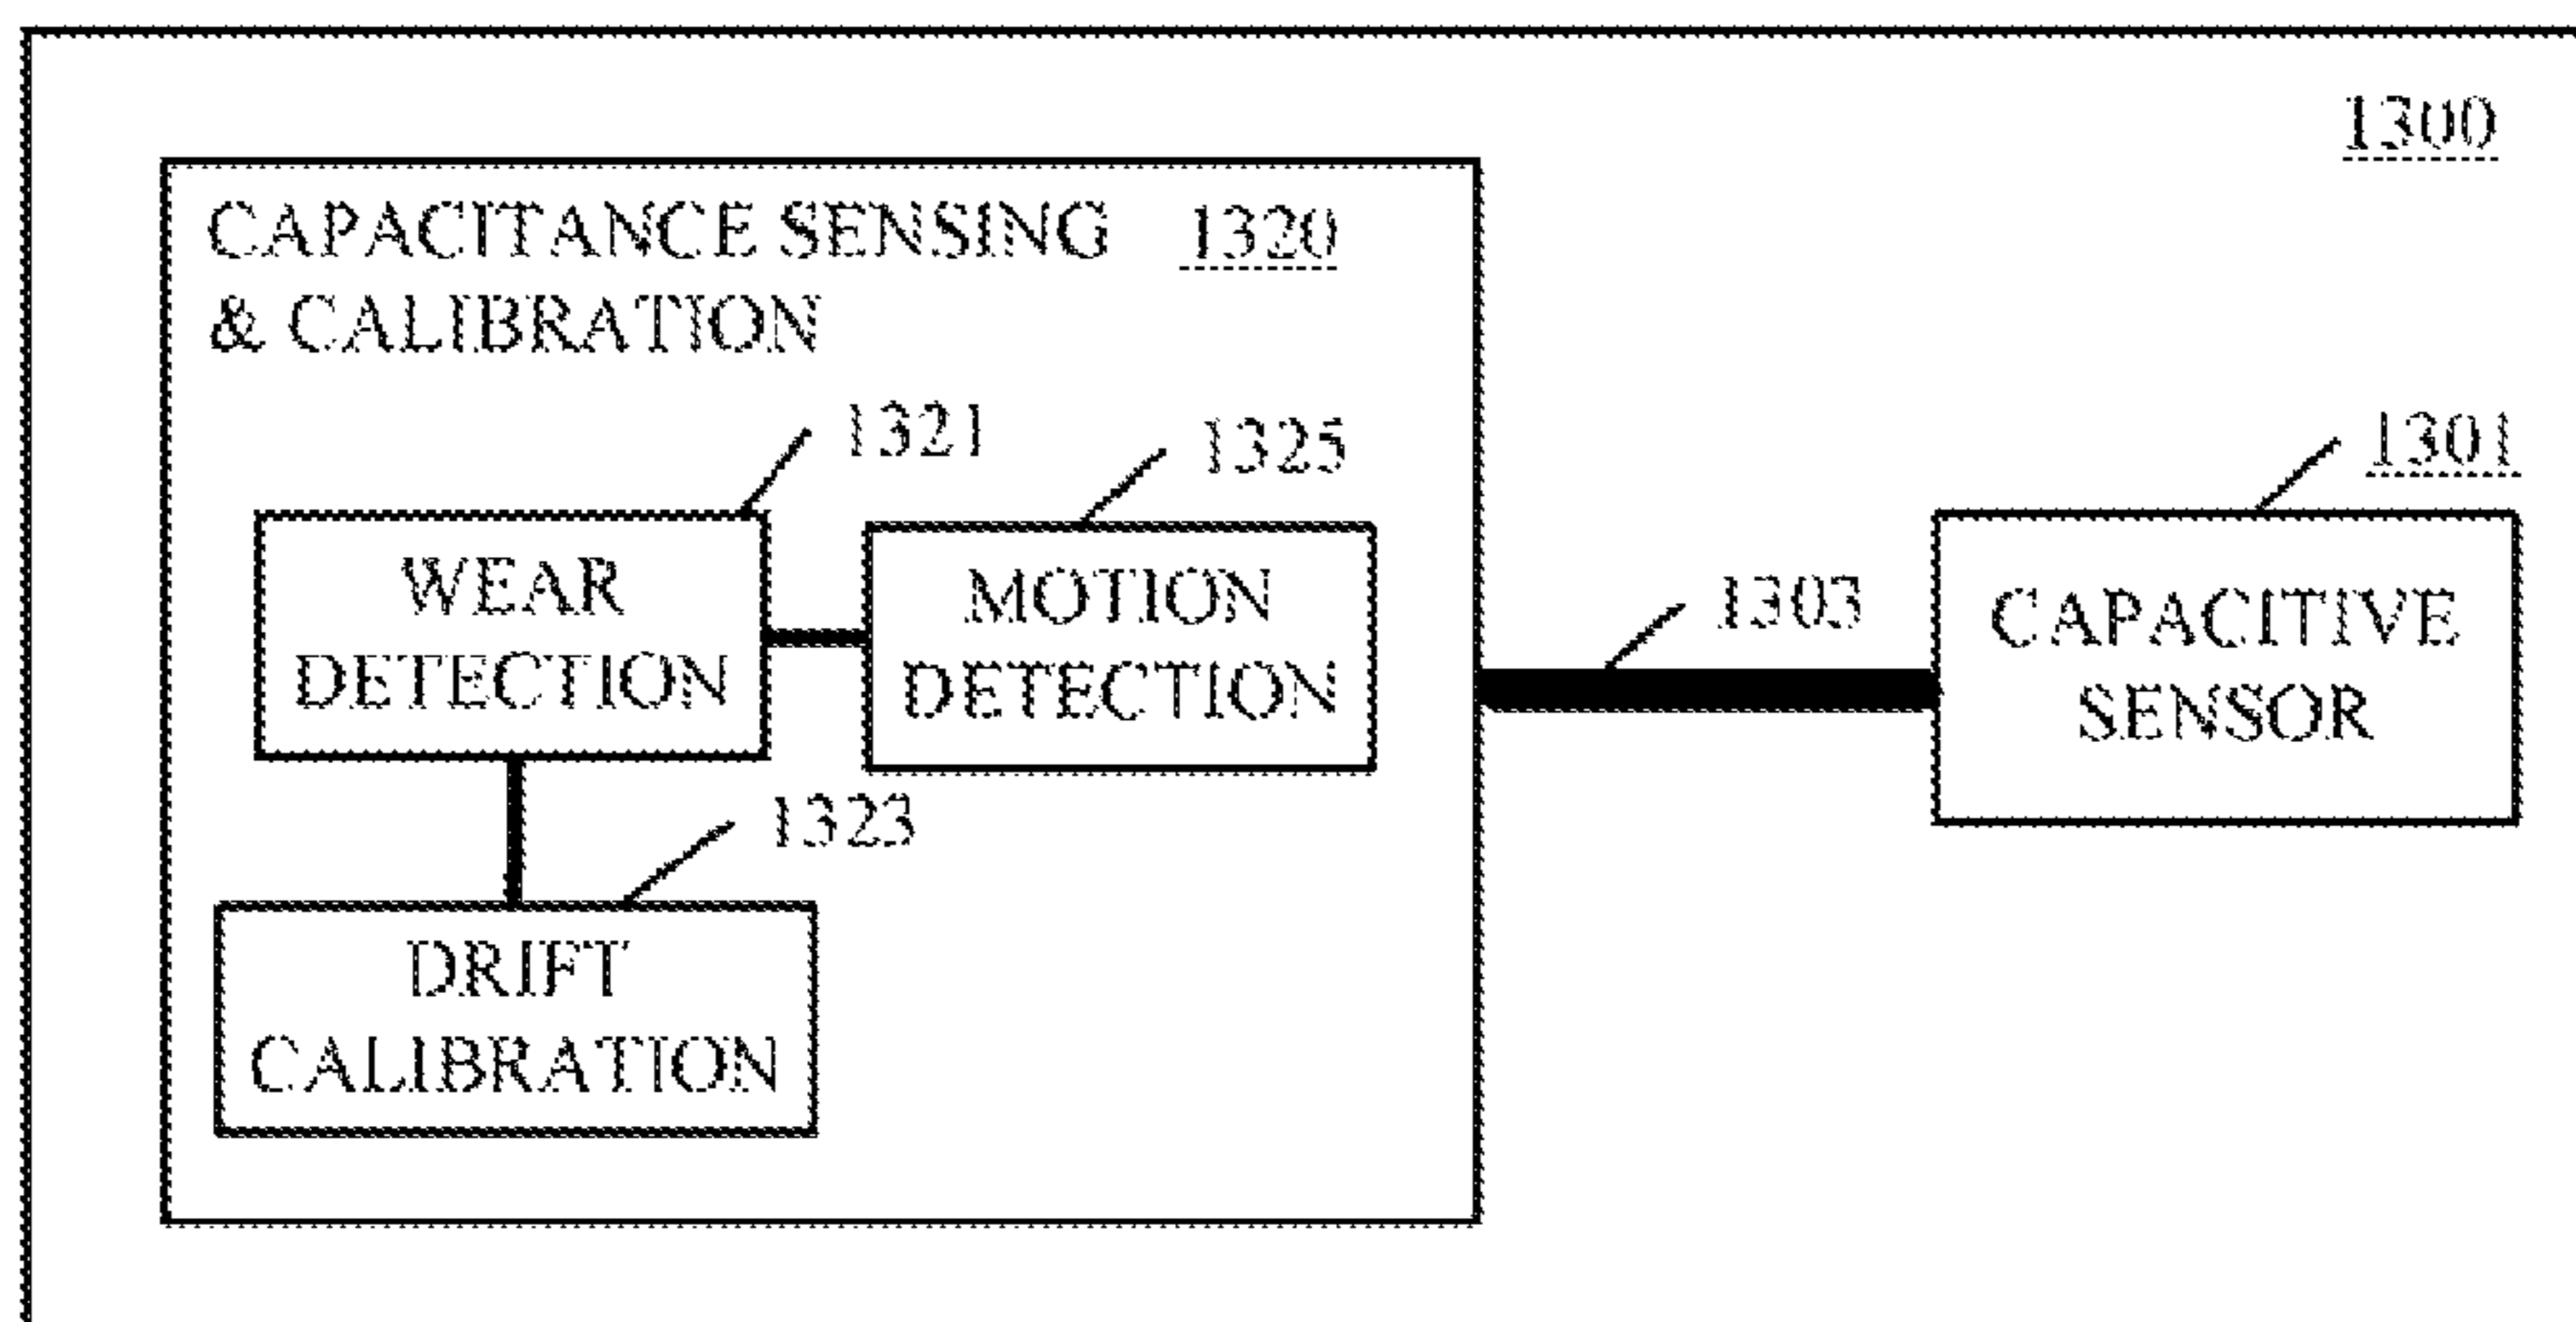 1300
CAPACITANCE SENSING 1320
& CALIBRATION
1321
1325
1301
WEAR
DETECTION
MOTION
DETECTION
1303
CAPACITIVE
SENSOR
1323
DRIFT
CALIBRATION